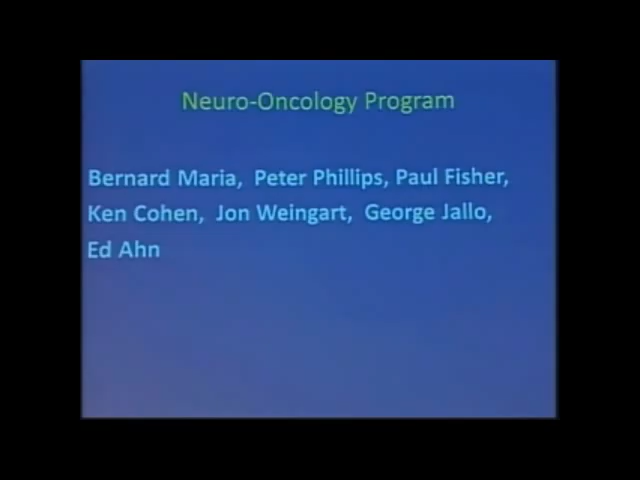 Neuro-Oncology Program
Bernard Maria, Peter Phillips, Paul Fisher,
Ken Cohen, Jon Weingart, George Jallo,
Ed Ahn